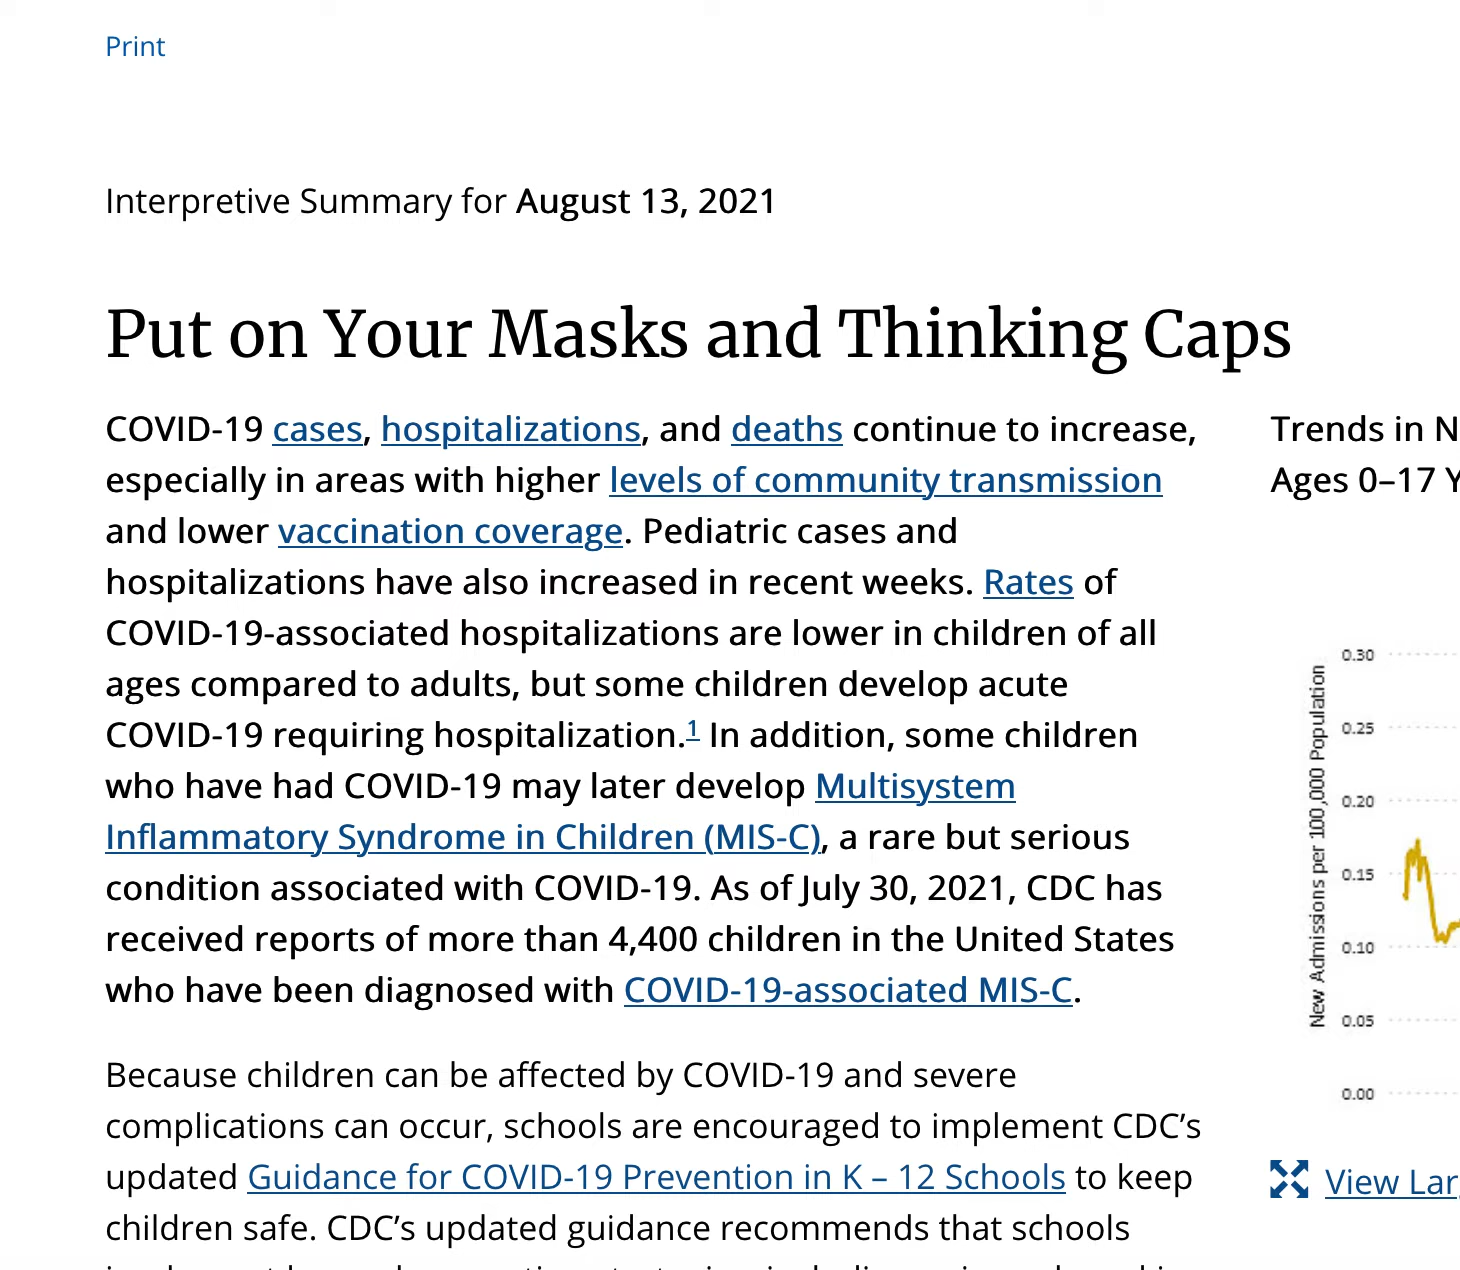 Print
Interpretive Summary for August 13, 2021
Put on Your Masks and Thinking Caps
COVID-19 cases, hospitalizations, and deaths continue to increase,
especially in areas with higher levels of community transmission
and lower vaccination coverage. Pediatric cases and
hospitalizations have also increased in recent weeks. Rates of
COVID-19-associated hospitalizations are lower in children of all
ages compared to adults, but some children develop acute
COVID-19 requiring hospitalization.1 In addition, some children
who have had COVID-19 may later develop Multisystem
Inflammatory Syndrome in Children (MIS-C), a rare but serious
condition associated with COVID-19. As of July 30, 2021, CDC has
received reports of more than 4,400 children in the United States
who have been diagnosed with COVID-19-associated MIS-C.
Because children can be affected by COVID-19 and severe
complications can occur, schools are encouraged to implement CDC’s
updated Guidance for COVID-19 Prevention in K – 12 Schools to keep
children safe. CDC’s updated guidance recommends that schools
Trends in N
Ages 0–17 Y
New Admissions per 100,000 Population
0.30
0.25
0.20
0.15
0.10
0.05
0.00
View Lar